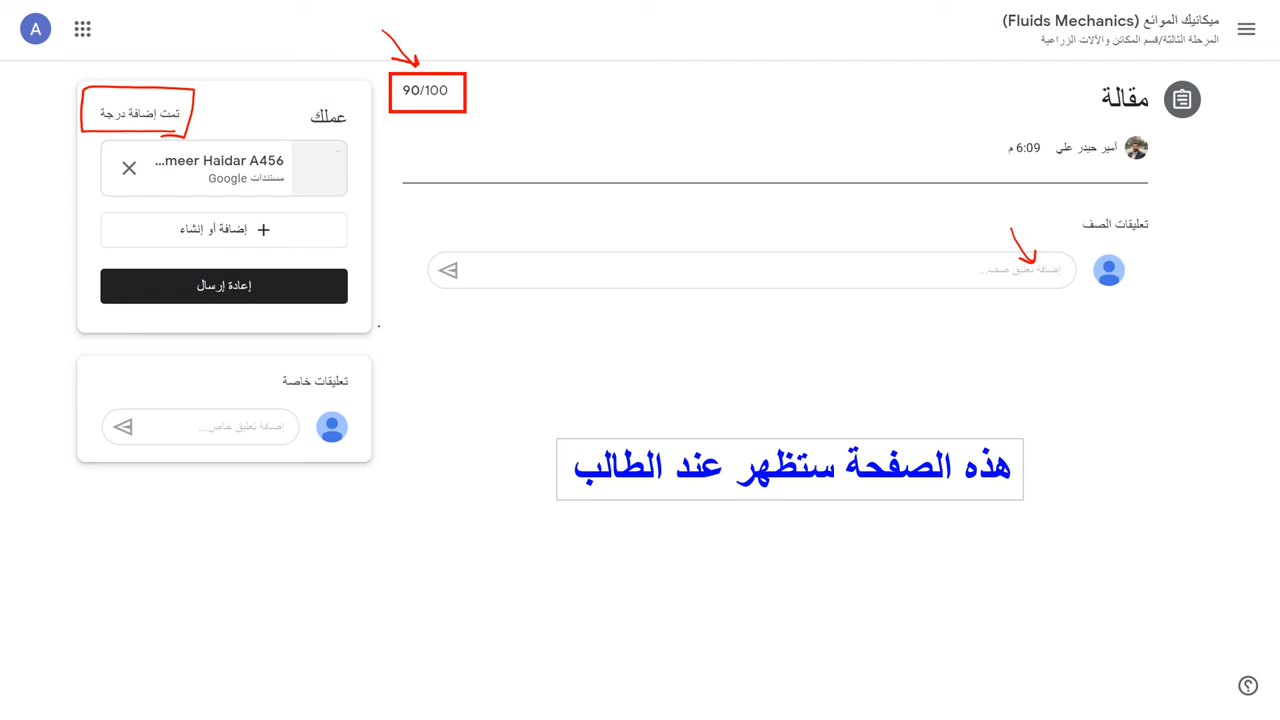 ميكانيك الموائع (Fluids Mechanics)
المرحلة الثالثة/قسم المكائن والآلات الزراعية
A
مقالة
90/100
أمير حيدر علي 6:09 م
تعليقات الصف
إضافة تعليق صف...
عملك
تمت إضافة درجة
...meer Haidar A456
مستندات Google
+ إضافة أو إنشاء
إعادة إرسال
تعليقات خاصة
إضافة تعليق خاص...
هذه الصفحة ستظهر عند الطالب